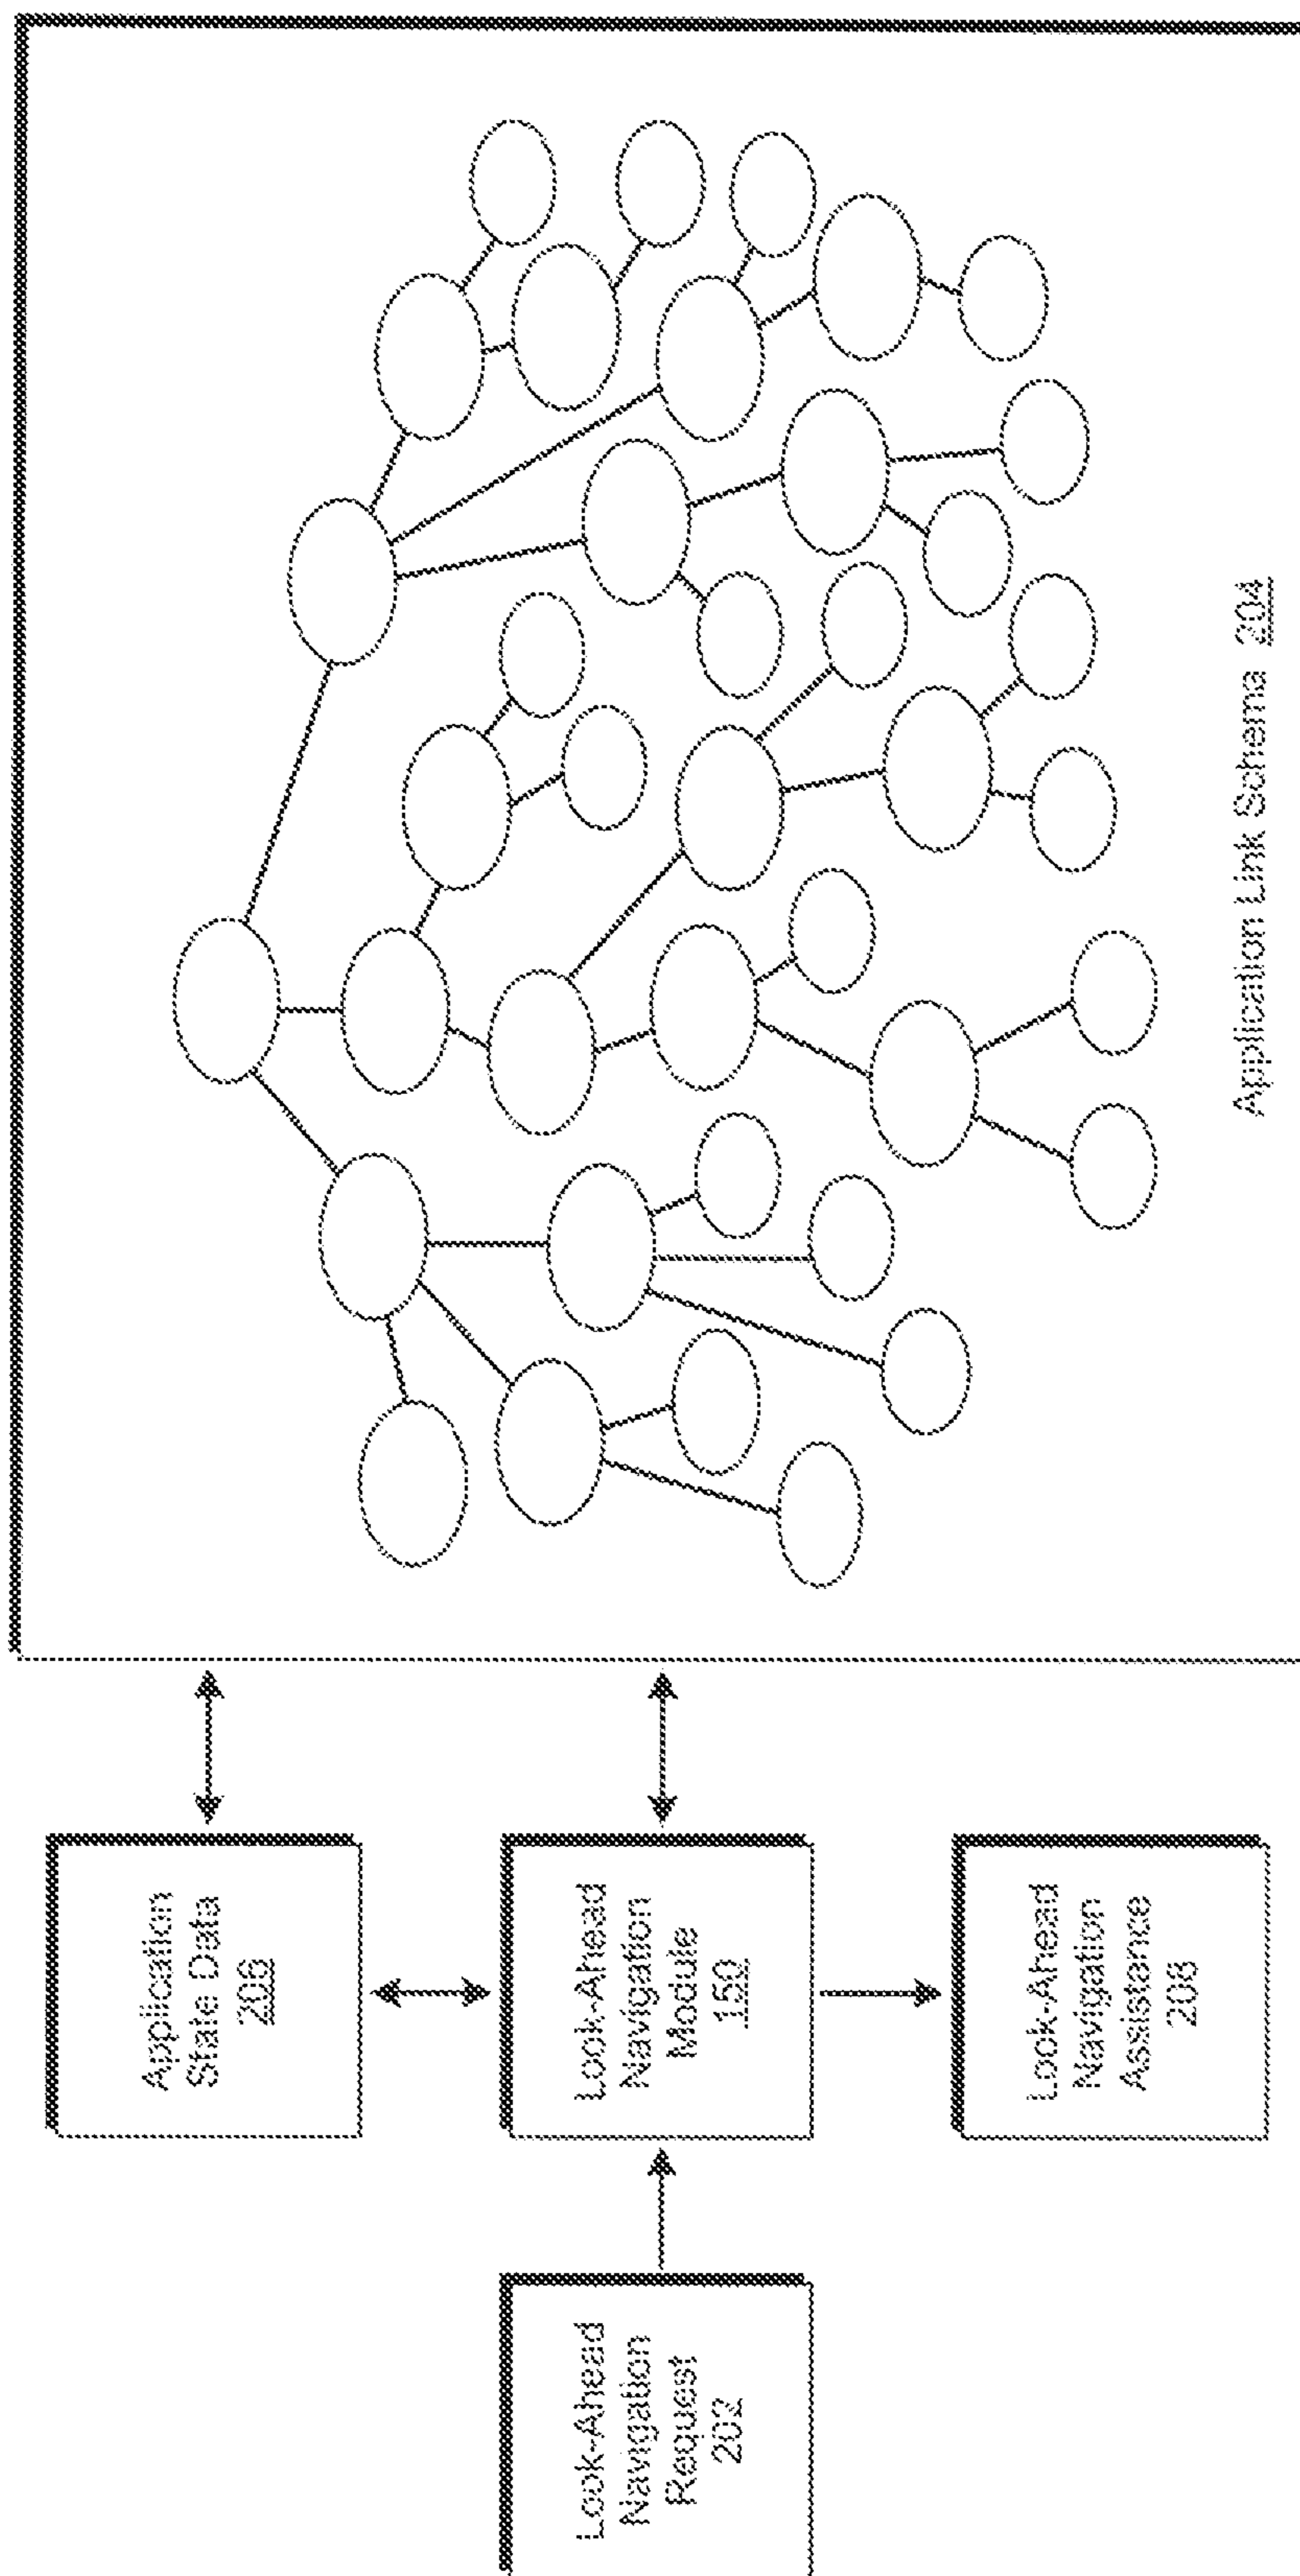 Application
State Data
206
Look-Ahead
Navigation
Request
202
Look-Ahead
Navigation
Module
150
Look-Ahead
Navigation
Assistance
208
Application Link Schema 204